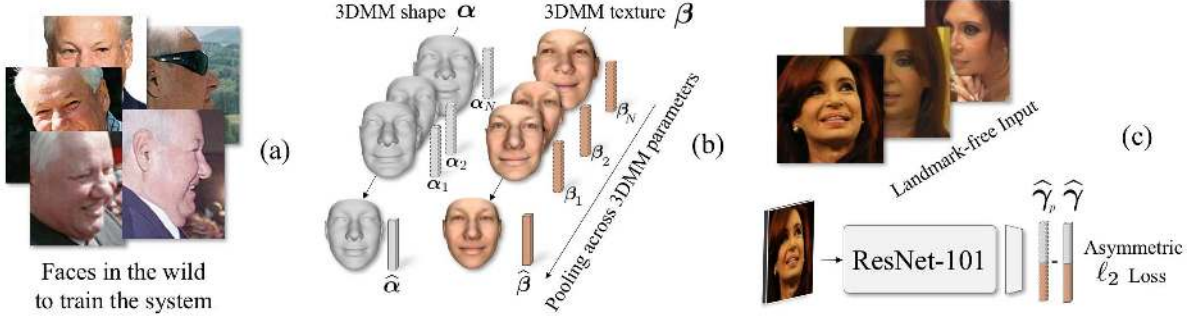 3DMM shape α
3DMM texture β
α_N
β_N
α_2
β_2
α_1
β_1
α̂
β̂
Pooling across 3DMM parameters
(a)
Faces in the wild
to train the system
(b)
Landmark-free Input
(c)
γ̂_p - γ̂
ResNet-101
Asymmetric
ℓ_2 Loss